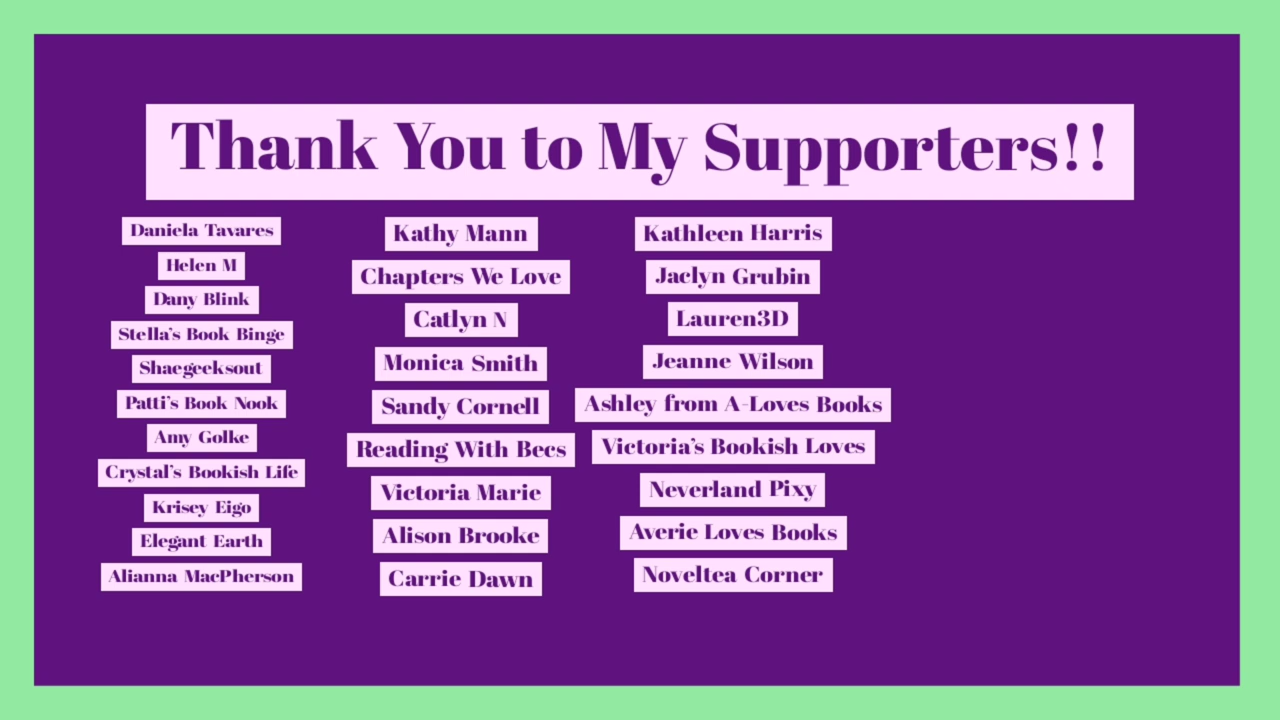 Thank You to My Supporters!!
Daniela Tavares
Helen M
Dany Blink
Stella's Book Binge
Shaegeeksout
Patti's Book Nook
Amy Golke
Crystal's Bookish Life
Krisey Eigo
Elegant Earth
Alianna MacPherson
Kathy Mann
Chapters We Love
Catlyn N
Monica Smith
Sandy Cornell
Reading With Becs
Victoria Marie
Alison Brooke
Carrie Dawn
Kathleen Harris
Jaclyn Grubin
Lauren3D
Jeanne Wilson
Ashley from A-Loves Books
Victoria's Bookish Loves
Neverland Pixy
Averie Loves Books
Noveltea Corner